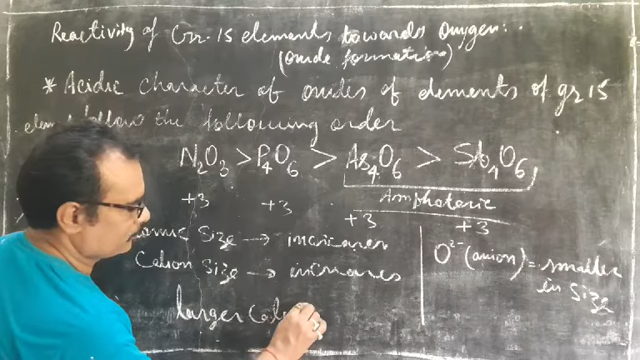 Reactivity of Gr. 15 elements towards Oxygen:..
(Oxide formation)
* Acidic character of oxides of elements of gr 15
follow the following order
N2O3 > P4O6 > As4O6 > Sb4O6,
Amphoteric
+3 +3 +3 +3
Size → increases
Cation Size → increases
larger
O²⁻ (anion) = smaller
in Size